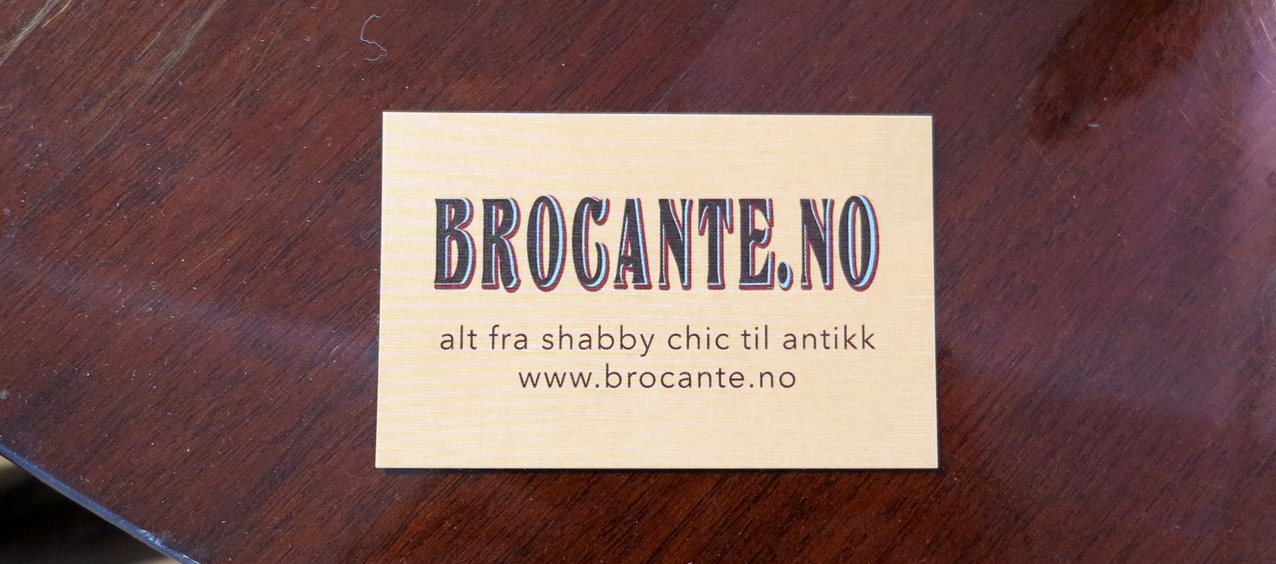 BROCANTE.NO
alt fra shabby chic til antikk
www.brocante.no